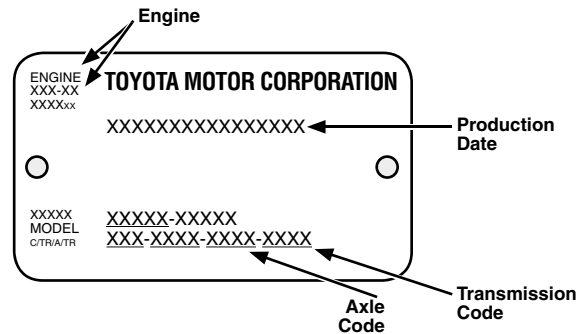 Engine
ENGINE
XXX-XX
XXXXxx
TOYOTA MOTOR CORPORATION
XXXXXXXXXXXXXXXX
Production
Date
XXXXX
MODEL
C/TR/A/TR
XXXXX-XXXXX
XXX-XXXX-XXXX-XXXX
Axle
Code
Transmission
Code